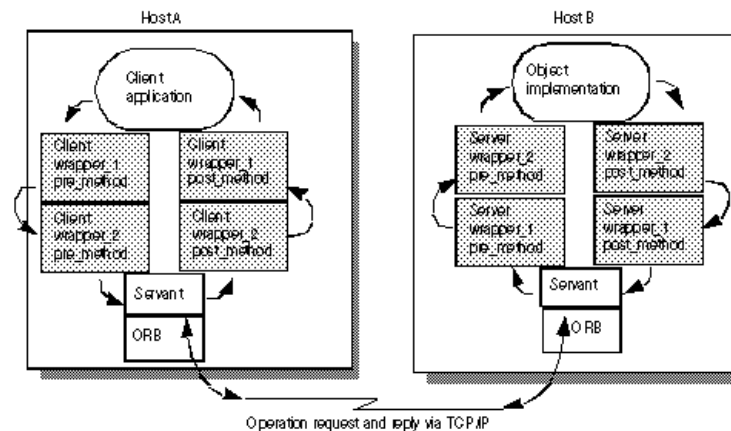 Host A
Client
application
Client
wrapper_1
pre_method
Client
wrapper_1
post_method
Client
wrapper_2
pre_method
Client
wrapper_2
post_method
Servant
ORB
Host B
Object
implementation
Server
wrapper_2
pre_method
Server
wrapper_2
post_method
Server
wrapper_1
pre_method
Server
wrapper_1
post_method
Servant
ORB
Operation request and reply via TCP/IP